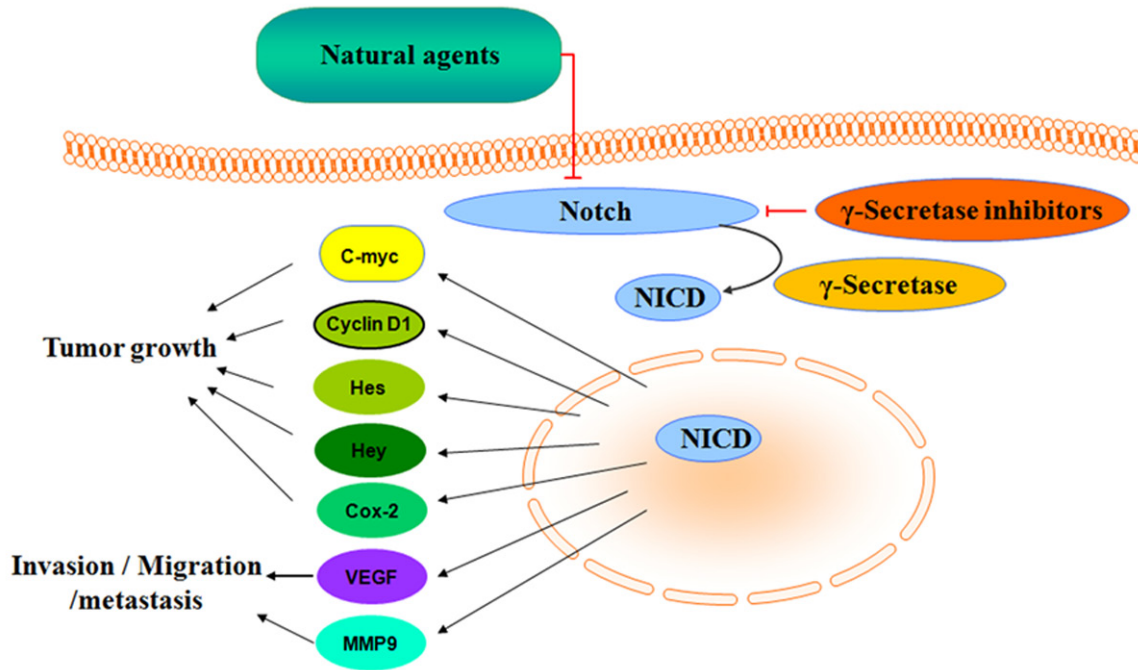 Natural agents
Notch
γ-Secretase inhibitors
C-myc
NICD
γ-Secretase
Cyclin D1
Tumor growth
Hes
Hey
NICD
Cox-2
Invasion / Migration
/metastasis
VEGF
MMP9